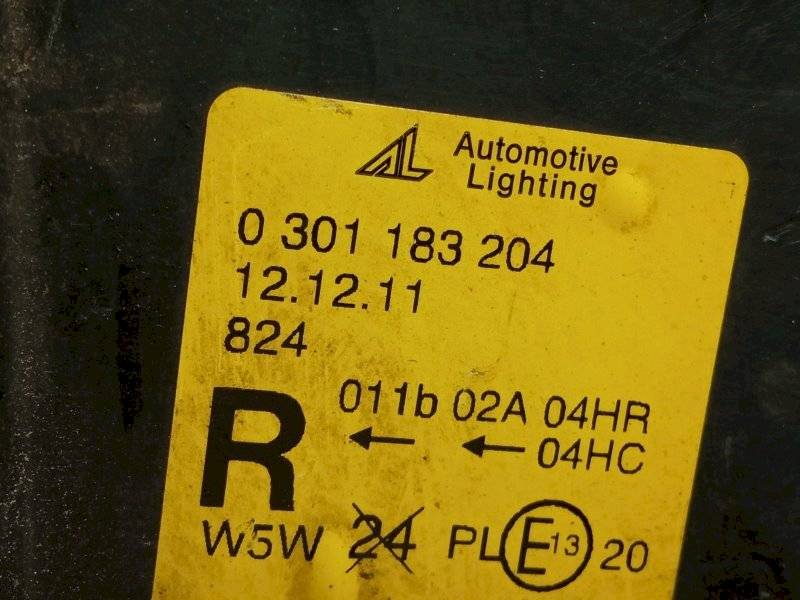 AL Automotive
Lighting
0 301 183 204
12.12.11
824
R
011b 02A 04HR
← ← 04HC
W5W 24 PL E13 20